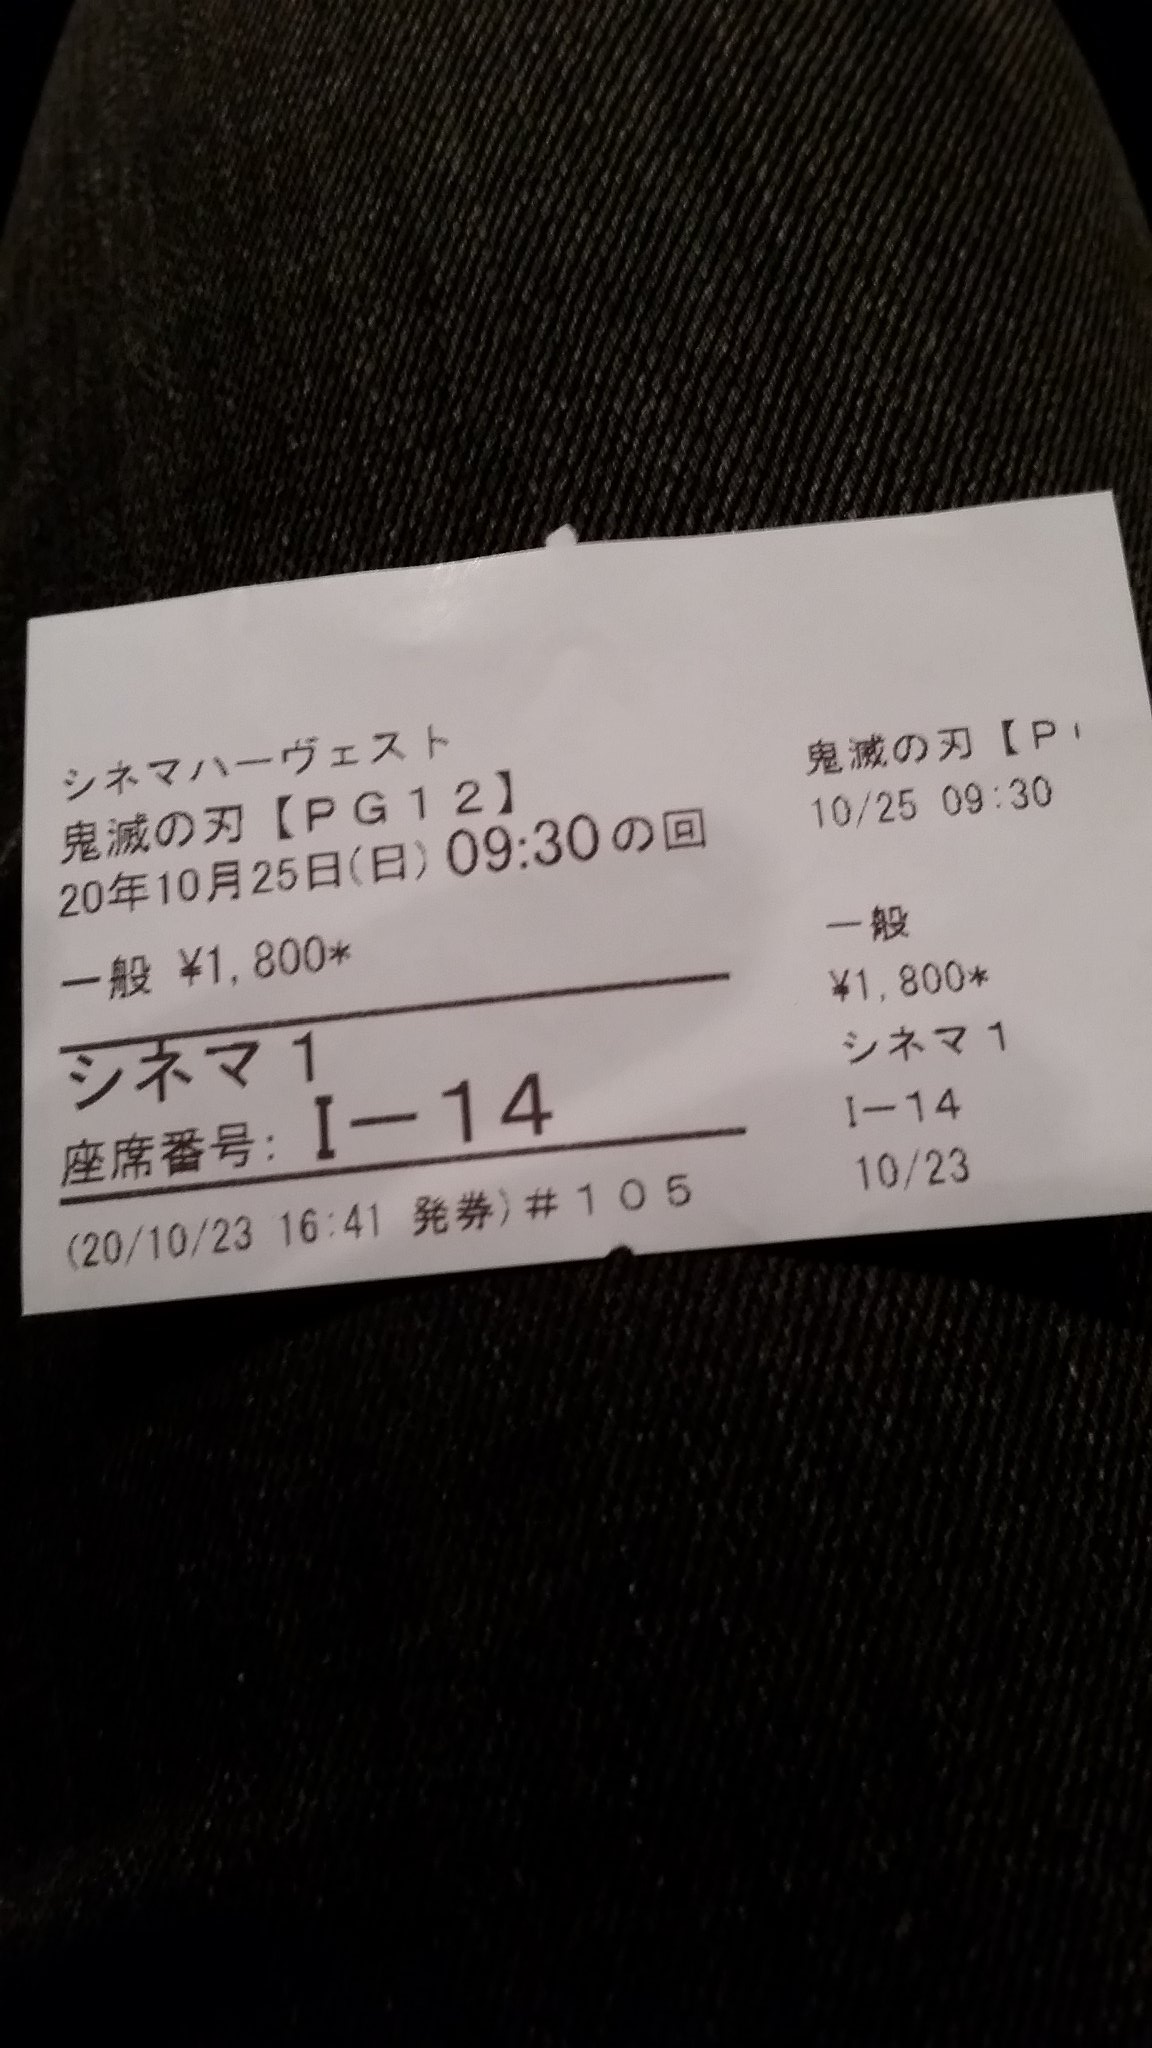 シネマハーヴェスト
鬼滅の刃【ＰＧ１２】
20年10月25日(日) 09:30の回
一般 ¥1,800*
シネマ１
座席番号: I－14
(20/10/23 16:41 発券)＃１０５
鬼滅の刃【Ｐ
10/25 09:30
一般
¥1,800*
シネマ１
I－14
10/23